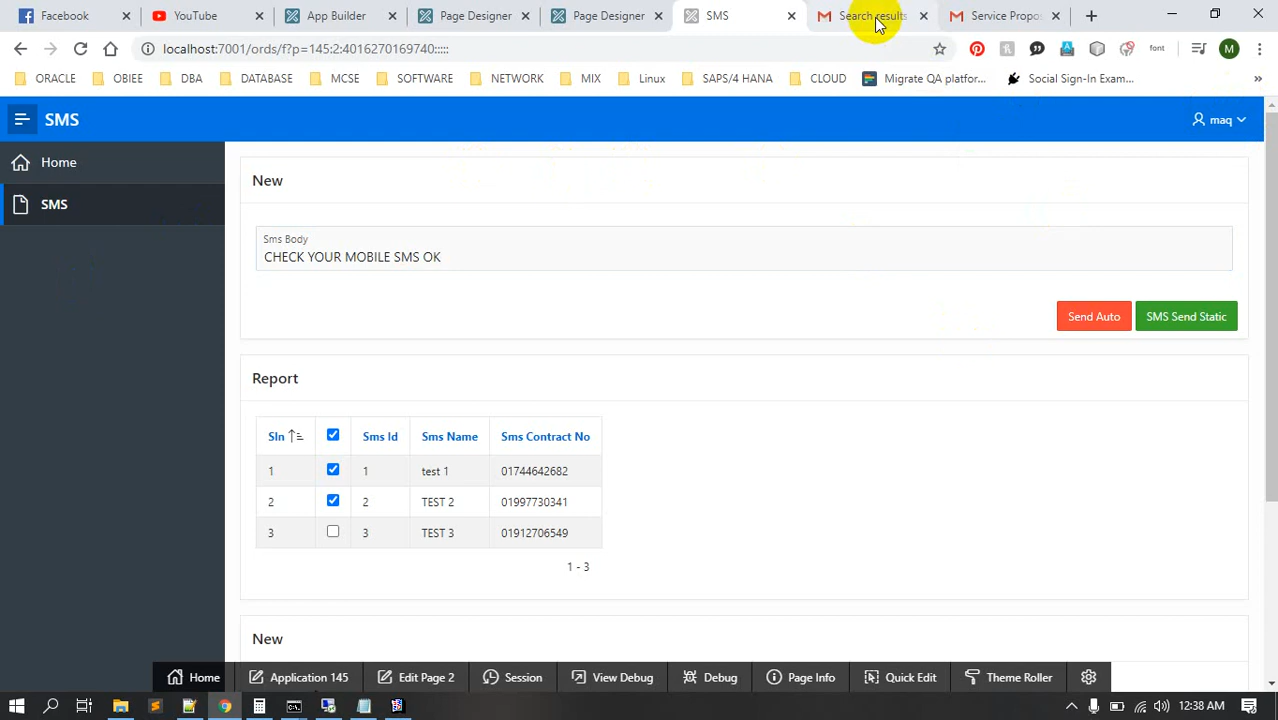 Facebook YouTube App Builder Page Designer Page Designer SMS Search results Service Propos
localhost:7001/ords/f?p=145:2:4016270169740::::: font M
ORACLE OBIEE DBA DATABASE MCSE SOFTWARE NETWORK MIX Linux SAPS/4 HANA CLOUD Migrate QA platfor... Social Sign-In Exam... »
SMS maq
Home
SMS
New
Sms Body
CHECK YOUR MOBILE SMS OK
Send Auto SMS Send Static
Report
Sln Sms Id Sms Name Sms Contract No
1 1 test 1 01744642682
2 2 TEST 2 01997730341
3 3 TEST 3 01912706549
1 - 3
New
Home Application 145 Edit Page 2 Session View Debug Debug Page Info Quick Edit Theme Roller
12:38 AM